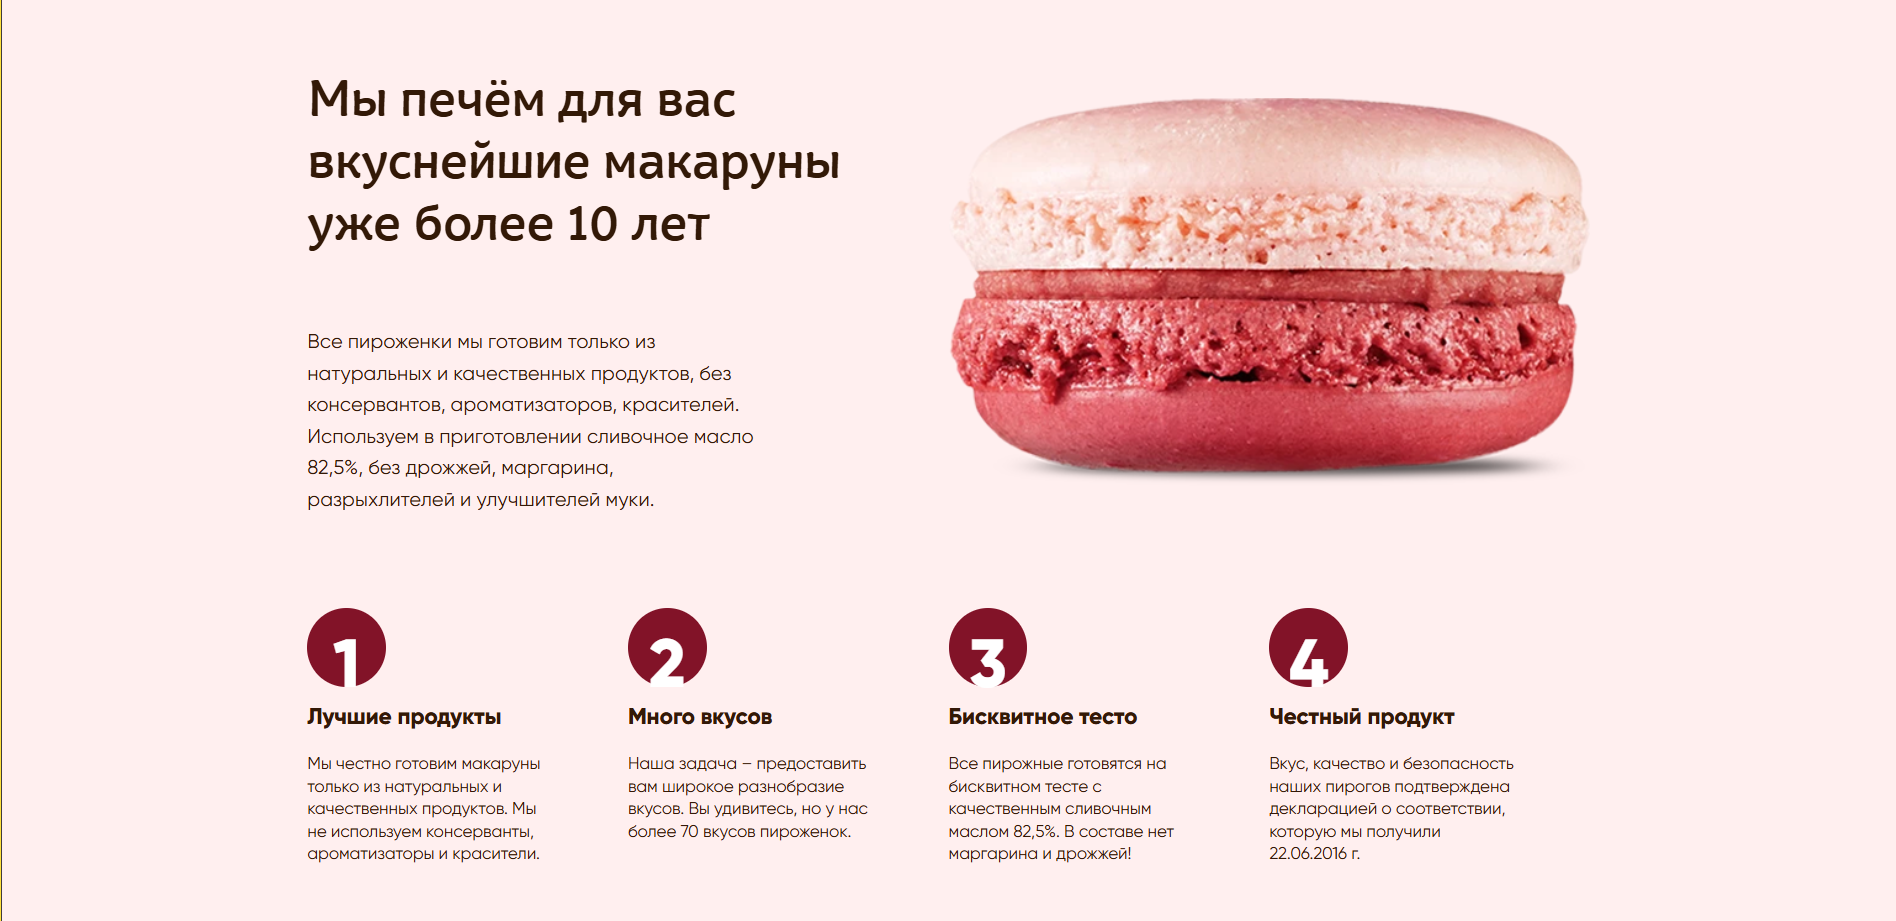 Мы печём для вас
вкуснейшие макаруны
уже более 10 лет
Все пироженки мы готовим только из
натуральных и качественных продуктов, без
консервантов, ароматизаторов, красителей.
Используем в приготовлении сливочное масло
82,5%, без дрожжей, маргарина,
разрыхлителей и улучшителей муки.
1
Лучшие продукты
Мы честно готовим макаруны
только из натуральных и
качественных продуктов. Мы
не используем консерванты,
ароматизаторы и красители.
2
Много вкусов
Наша задача – предоставить
вам широкое разнобразие
вкусов. Вы удивитесь, но у нас
более 70 вкусов пироженок.
3
Бисквитное тесто
Все пирожные готовятся на
бисквитном тесте с
качественным сливочным
маслом 82,5%. В составе нет
маргарина и дрожжей!
4
Честный продукт
Вкус, качество и безопасность
наших пирогов подтверждена
декларацией о соответствии,
которую мы получили
22.06.2016 г.